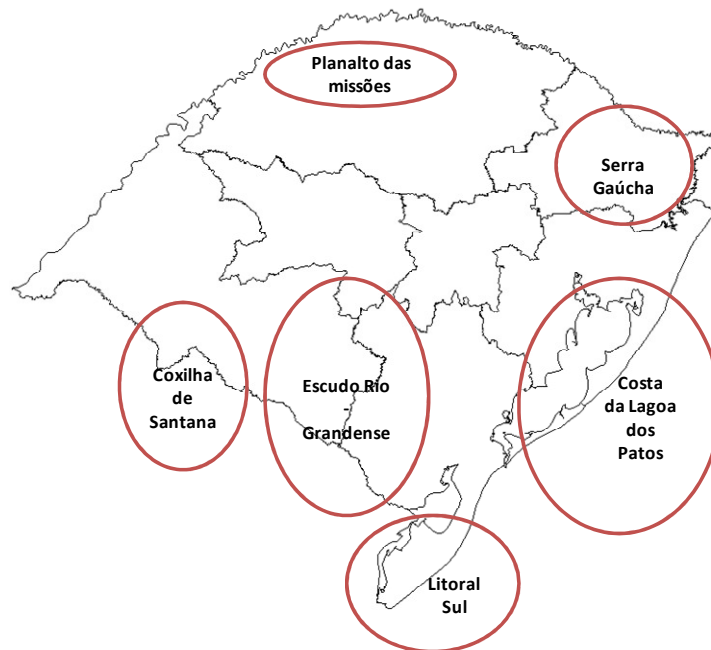 Planalto das
missões
Serra
Gaúcha
Coxilha
de
Santana
Escudo Rio
-
Grandense
Costa
da Lagoa
dos
Patos
Litoral
Sul